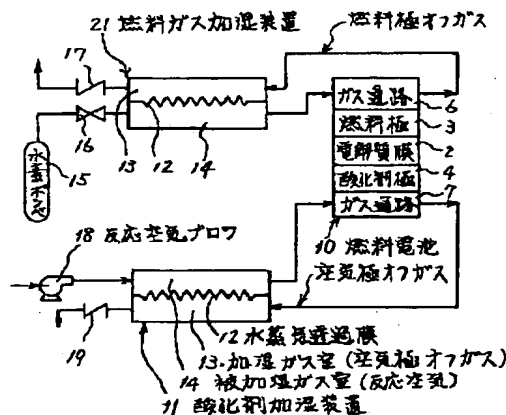 21 燃料ガス加湿装置
燃料極オフガス
17
16
15
水素ボンベ
13
12
14
ガス通路
6
燃料極
3
電解質膜
2
酸化剤極
4
ガス通路
7
10 燃料電池
空気極オフガス
18 反応空気ブロワ
19
12 水蒸気透過膜
13・加湿ガス室(空気極オフガス)
14 被加湿ガス室(反応空気)
11 酸化剤加湿装置